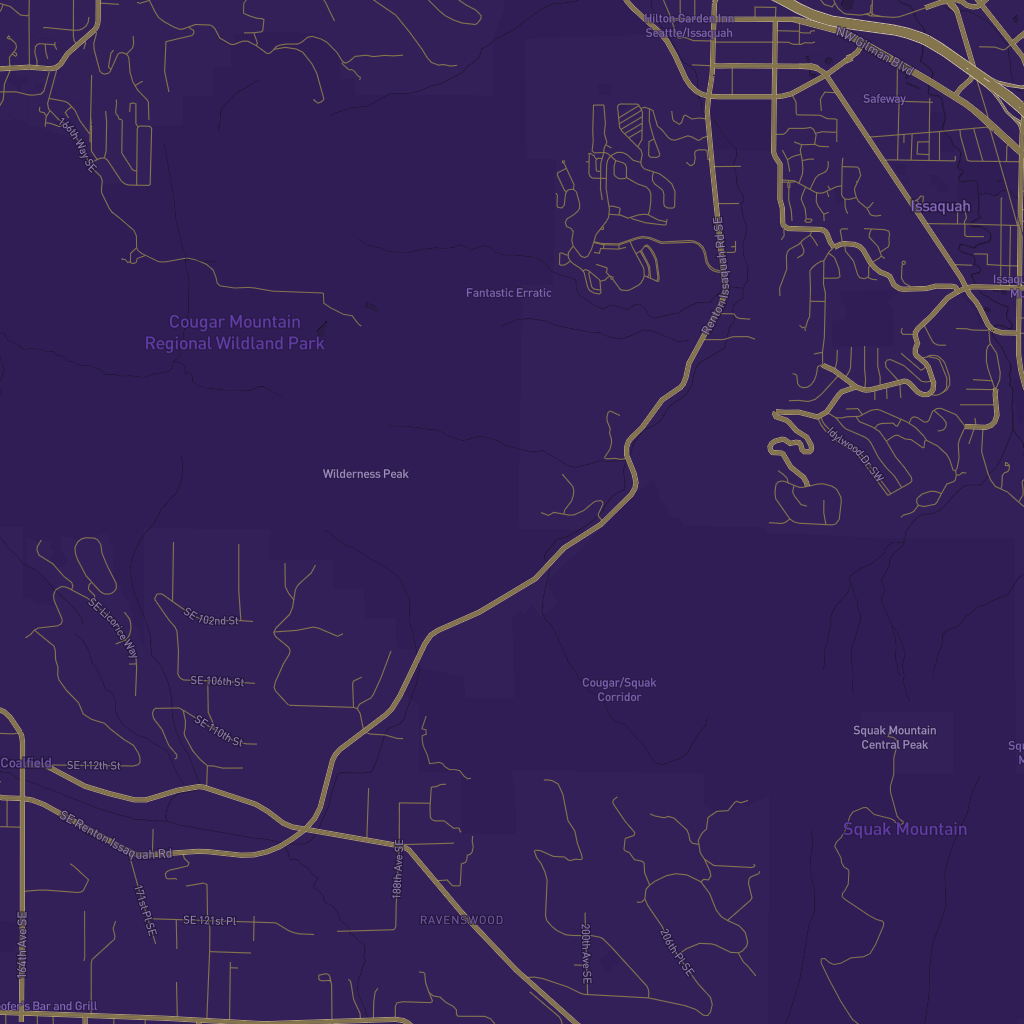 Hilton Garden Inn
Seattle/Issaquah
NW Gilman Blvd
Safeway
166th Way SE
Issaquah
Renton Issaquah Rd SE
Fantastic Erratic
Cougar Mountain
Regional Wildland Park
Idylwood Dr SW
Wilderness Peak
SE Licorice Way
SE 102nd St
SE 106th St
SE 110th St
Cougar/Squak
Corridor
Squak Mountain
Central Peak
Coalfield
SE 112th St
SE Renton Issaquah Rd
Squak Mountain
188th Ave SE
171st Pl SE
SE 121st Pl
RAVENSWOOD
164th Ave SE
200th Ave SE
206th Pl SE
Bar and Grill